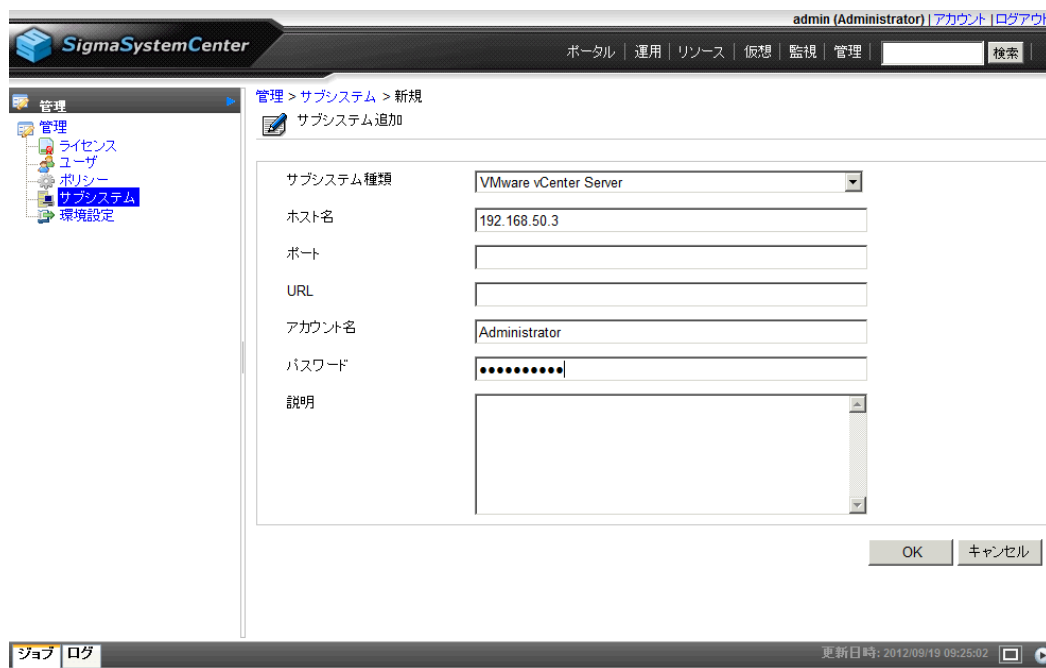 admin (Administrator) | アカウント | ログアウト
SigmaSystemCenter
ポータル | 運用 | リソース | 仮想 | 監視 | 管理 | 検索 |
管理
管理
ライセンス
ユーザ
ポリシー
サブシステム
環境設定
管理 > サブシステム > 新規
サブシステム追加
サブシステム種類 VMware vCenter Server
ホスト名 192.168.50.3
ポート
URL
アカウント名 Administrator
パスワード ●●●●●●●●●●
説明
OK キャンセル
ジョブ ログ 更新日時: 2012/09/19 09:25:02